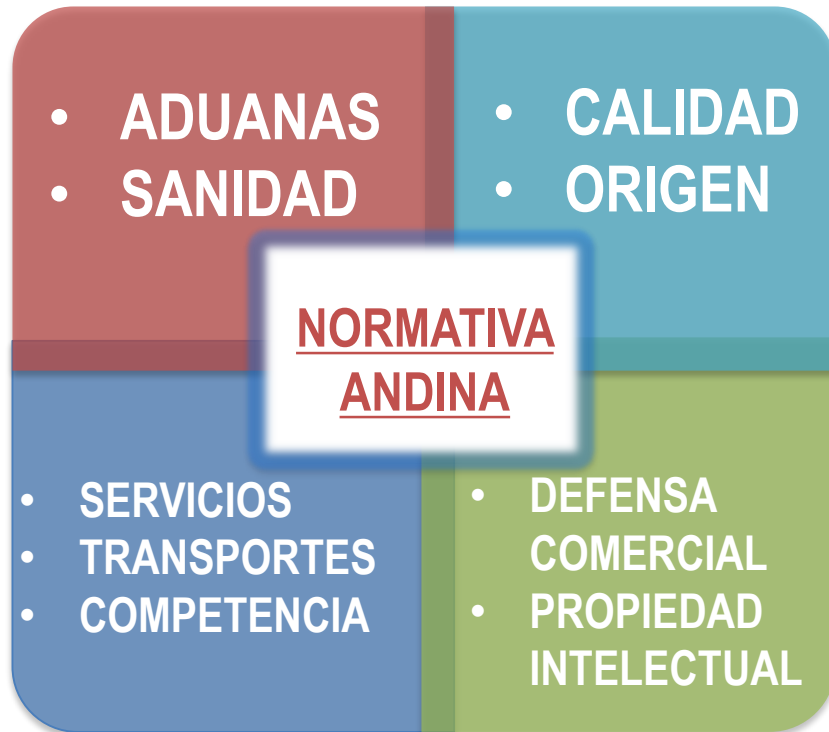 • ADUANAS
• SANIDAD
• CALIDAD
• ORIGEN
NORMATIVA
ANDINA
• SERVICIOS
• TRANSPORTES
• COMPETENCIA
• DEFENSA
COMERCIAL
• PROPIEDAD
INTELECTUAL